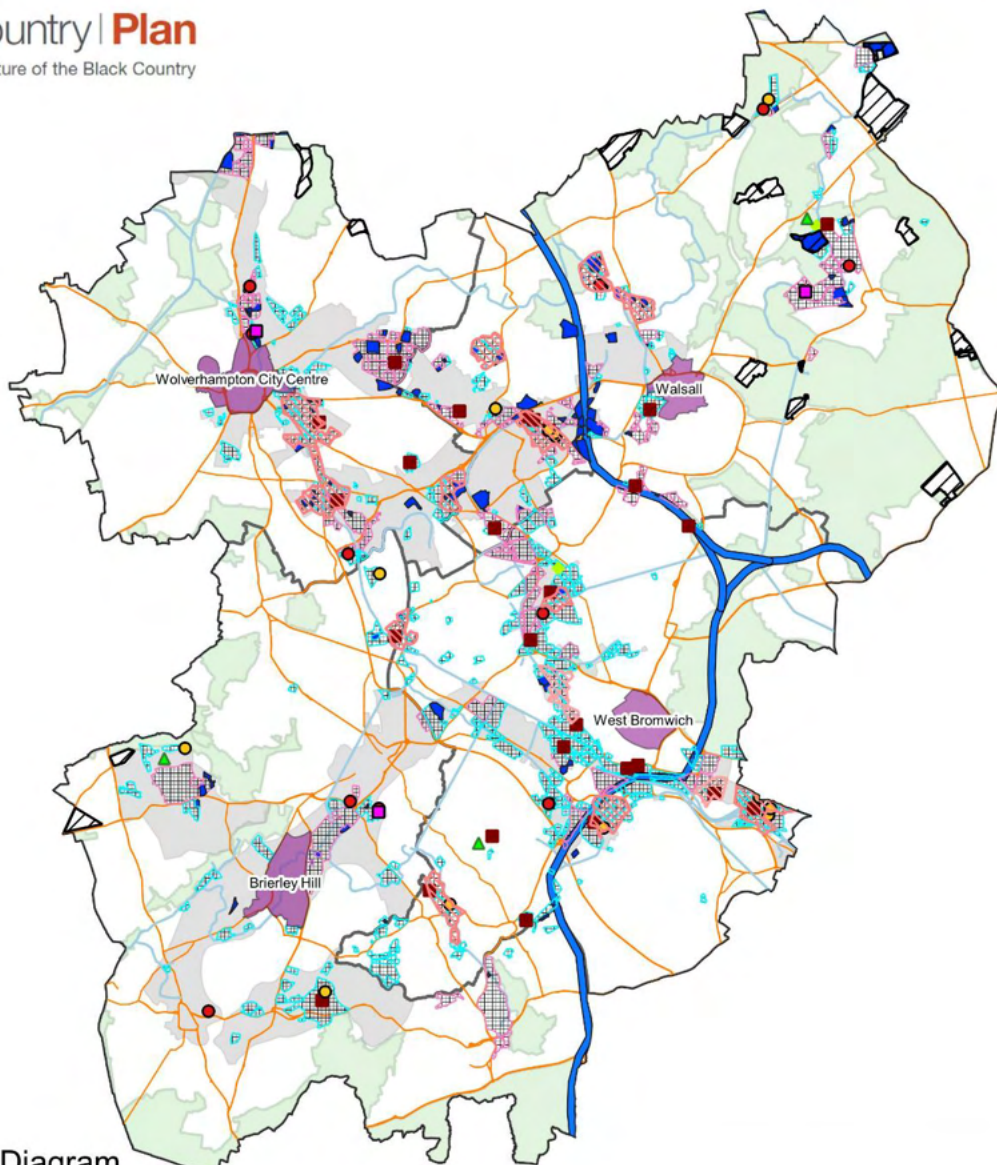 ountry | Plan
ture of the Black Country
Wolverhampton City Centre
Walsall
West Bromwich
Brierley Hill
Diagram